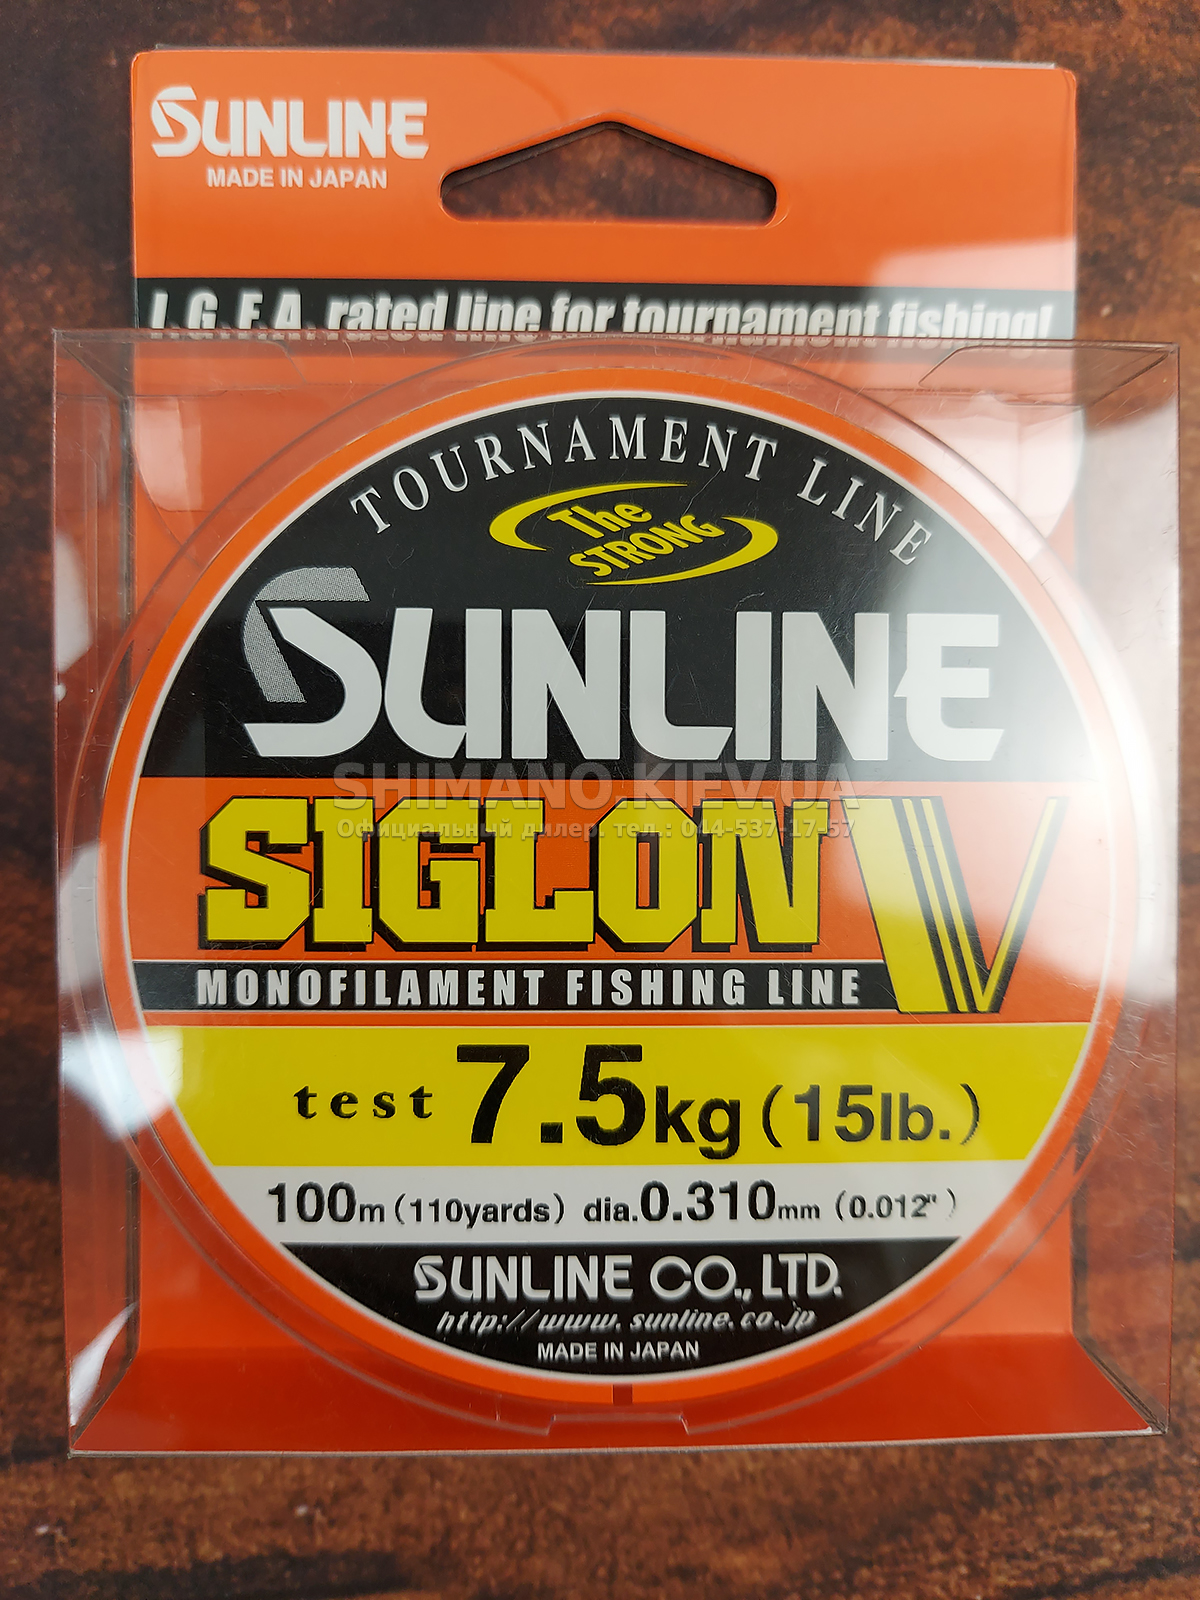 SUNLINE
MADE IN JAPAN
I.G.F.A. rated line for tournament fishing!
TOURNAMENT LINE
The
STRONG
SUNLINE
SHIMANO.KIEV.UA
Официальный дилер. тел.: 044-537-17-57
SIGLON V
MONOFILAMENT FISHING LINE
test 7.5kg (15lb.)
100m (110yards) dia.0.310mm (0.012")
SUNLINE CO., LTD.
http://www.sunline.co.jp
MADE IN JAPAN